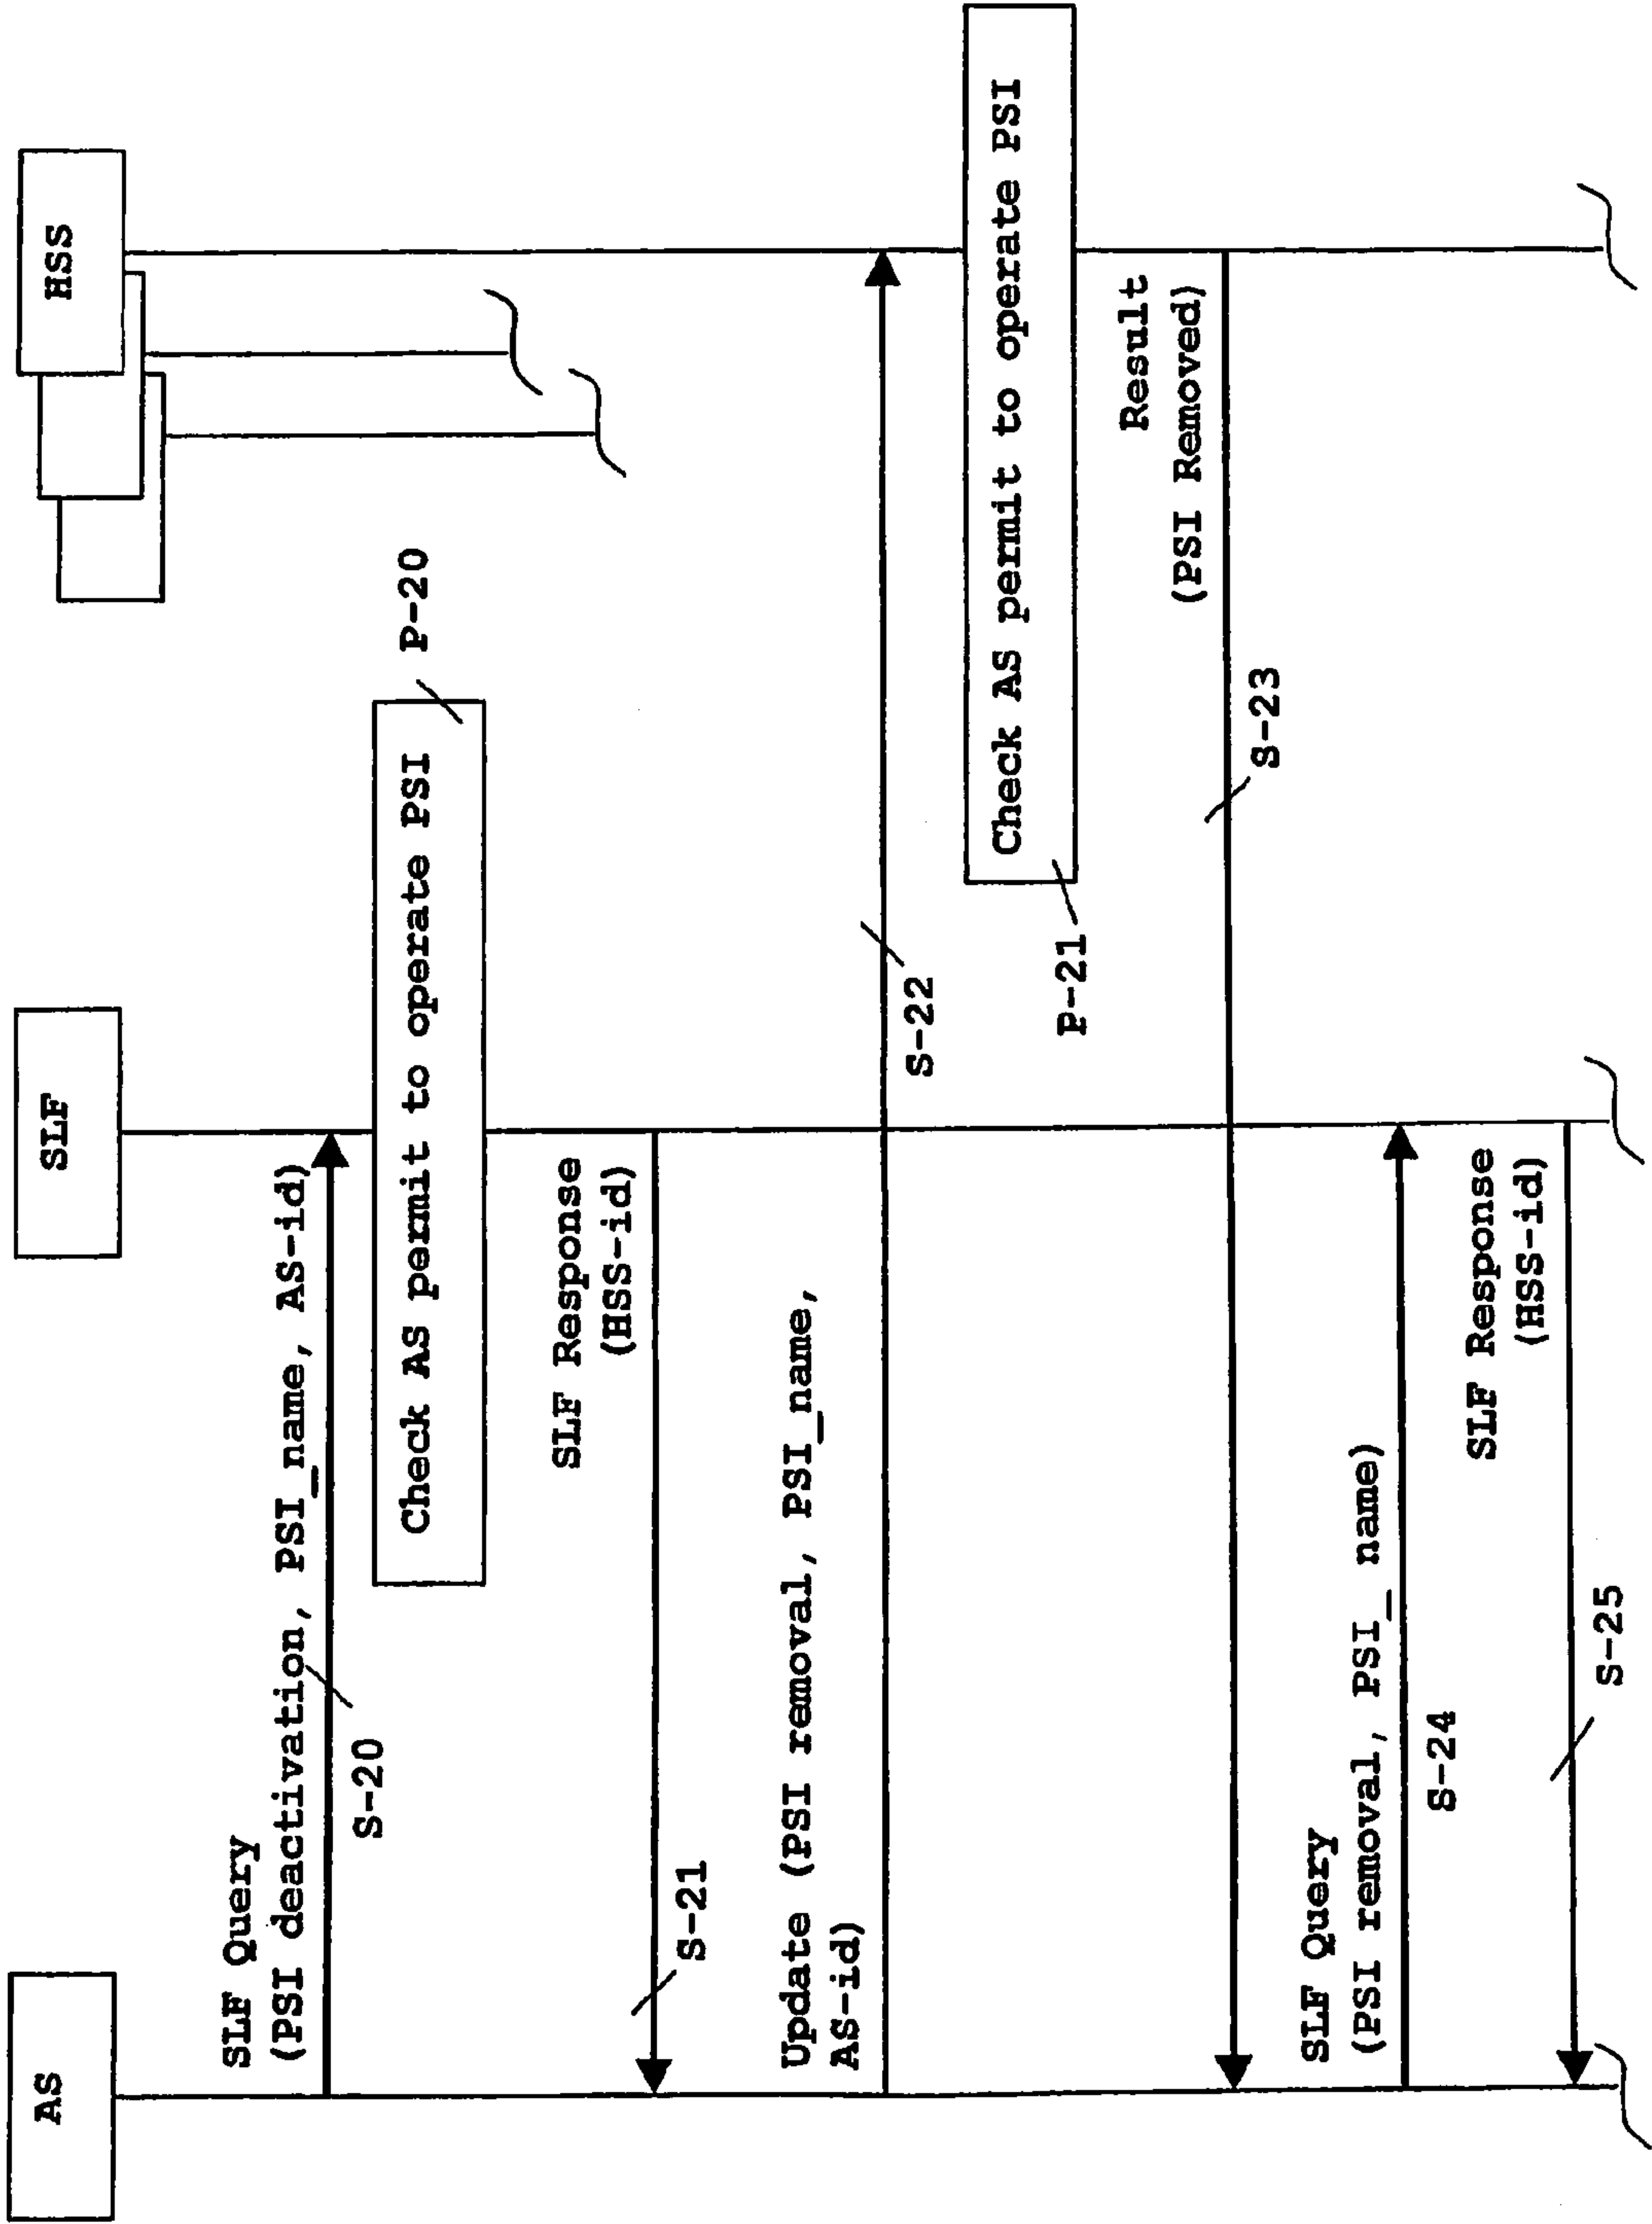 AS
SLF
HSS
SLF Query
(PSI deactivation, PSI_name, AS-id)
S-20
Check AS permit to operate PSI
P-20
SLF Response
(HSS-id)
S-21
Update (PSI removal, PSI_name,
AS-id)
S-22
Check AS permit to operate PSI
P-21
Result
(PSI Removed)
S-23
SLF Query
(PSI removal, PSI_ name)
S-24
SLF Response
(HSS-id)
S-25